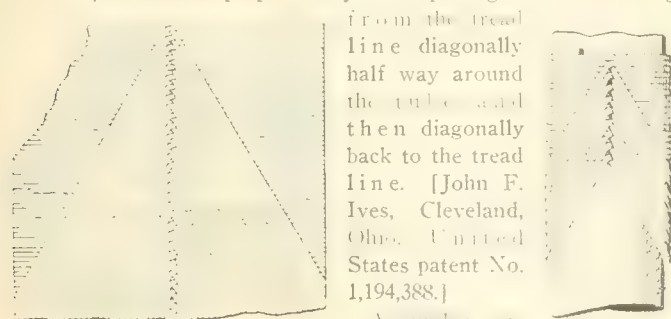 from the tread
line diagonally
half way around
the tube and
then diagonally
back to the tread
line. [John F.
Ives, Cleveland,
Ohio. United
States patent No.
1,194,388.]